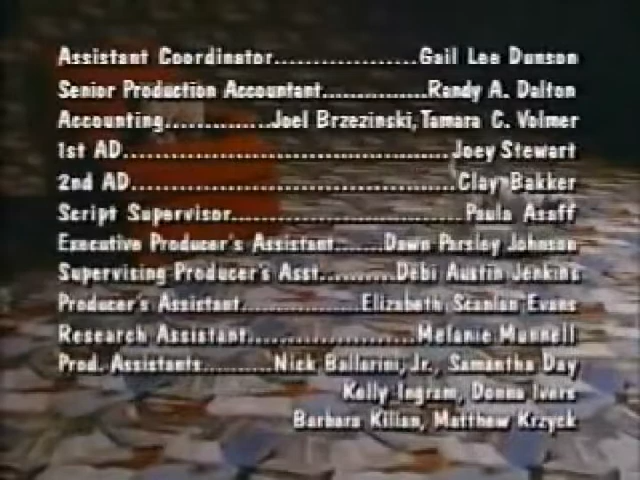 Assistant Coordinator..................Gail Lee Dunson
Senior Production Accountant...............Randy A. Dalton
Accounting..............Joel Brzezinski, Tamara C. Volmer
1st AD.............................................Joey Stewart
2nd AD............................................Clay Bakker
Script Supervisor...............................Paula Asaff
Executive Producer's Assistant.......Dawn Parsley Johnson
Supervising Producer's Asst..........Debi Austin Jenkins
Producer's Assistant...............Elizabeth Scanlan Evans
Research Assistant......................Melanie Munnell
Prod. Assistants..........Nick Ballarini, Jr., Samantha Day
Kelly Ingram, Donna Ivers
Barbara Kilian, Matthew Krzyck